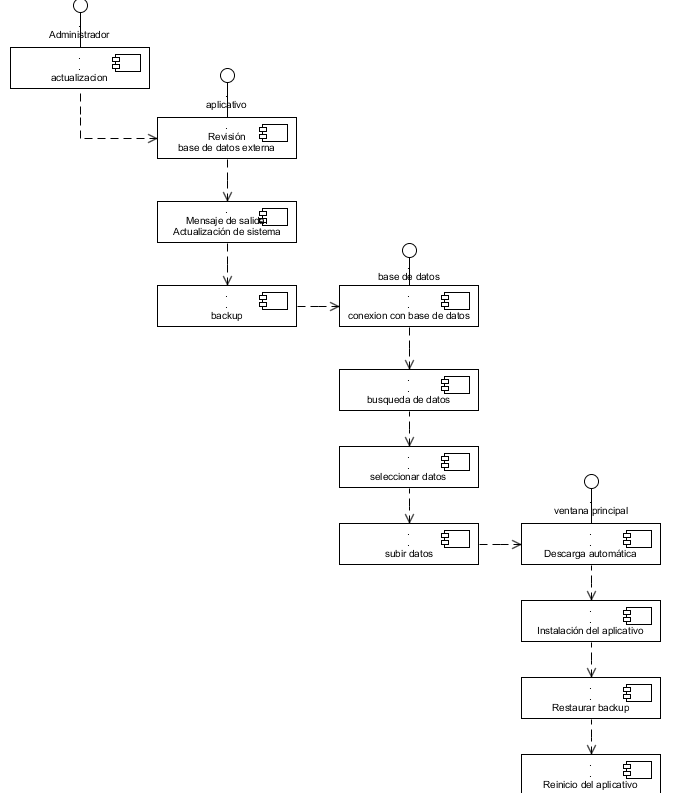 Administrador
actualizacion
aplicativo
Revisión
base de datos externa
Mensaje de salida
Actualización de sistema
backup
base de datos
conexion con base de datos
busqueda de datos
seleccionar datos
subir datos
ventana principal
Descarga automática
Instalación del aplicativo
Restaurar backup
Reinicio del aplicativo